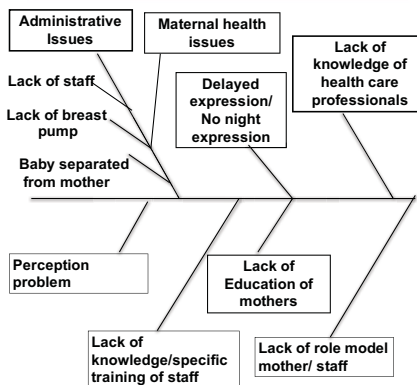 Administrative
Issues
Maternal health
issues
Lack of
knowledge of
health care
professionals
Lack of staff
Delayed
expression/
No night
expression
Lack of breast
pump
Baby separated
from mother
Perception
problem
Lack of
Education of
mothers
Lack of
knowledge/specific
training of staff
Lack of role model
mother/ staff